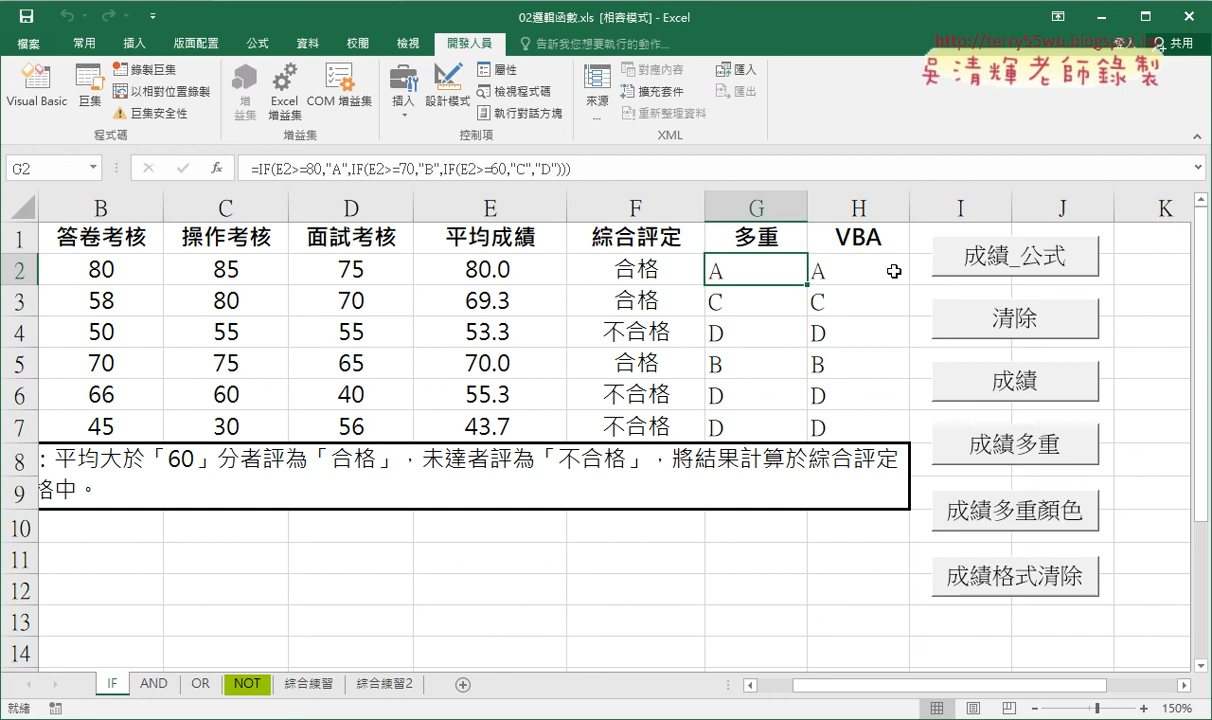 02邏輯函數.xls [相容模式] - Excel
檔案 常用 插入 版面配置 公式 資料 校閱 檢視 開發人員 告訴我您想要執行的動作... 登入 共用
http://terry55wu.blogspot.tw
吳清輝老師錄製
Visual Basic 巨集 錄製巨集 以相對位置錄製 巨集安全性 程式碼
增益集 Excel 增益集 COM 增益集 增益集
插入 設計模式 屬性 檢視程式碼 執行對話方塊 控制項
來源... 對應內容 擴充套件 重新整理資料 匯入 匯出 XML
G2 fx =IF(E2>=80,"A",IF(E2>=70,"B",IF(E2>=60,"C","D")))
B C D E F G H I J K
1 答卷考核 操作考核 面試考核 平均成績 綜合評定 多重 VBA
2 80 85 75 80.0 合格 A A
3 58 80 70 69.3 合格 C C
4 50 55 55 53.3 不合格 D D
5 70 75 65 70.0 合格 B B
6 66 60 40 55.3 不合格 D D
7 45 30 56 43.7 不合格 D D
8 ：平均大於「60」分者評為「合格」，未達者評為「不合格」，將結果計算於綜合評定
9 格中。
10
11
12
13
14
成績_公式
清除
成績
成績多重
成績多重顏色
成績格式清除
IF AND OR NOT 綜合練習 綜合練習2
就緒 150%